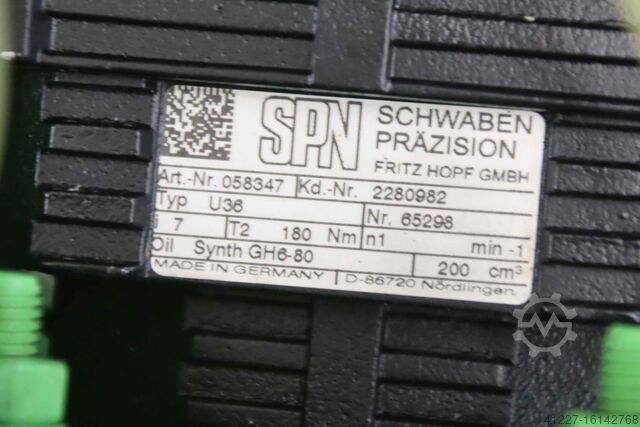 SPN SCHWABEN
PRÄZISION
FRITZ HOPF GMBH
Art.-Nr. 058347 Kd.-Nr. 2280982
Typ U36 Nr. 65298
i 7 T2 180 Nm n1 min -1
Oil Synth GH6-80 200 cm³
MADE IN GERMANY D-86720 Nördlingen
41227-16142768